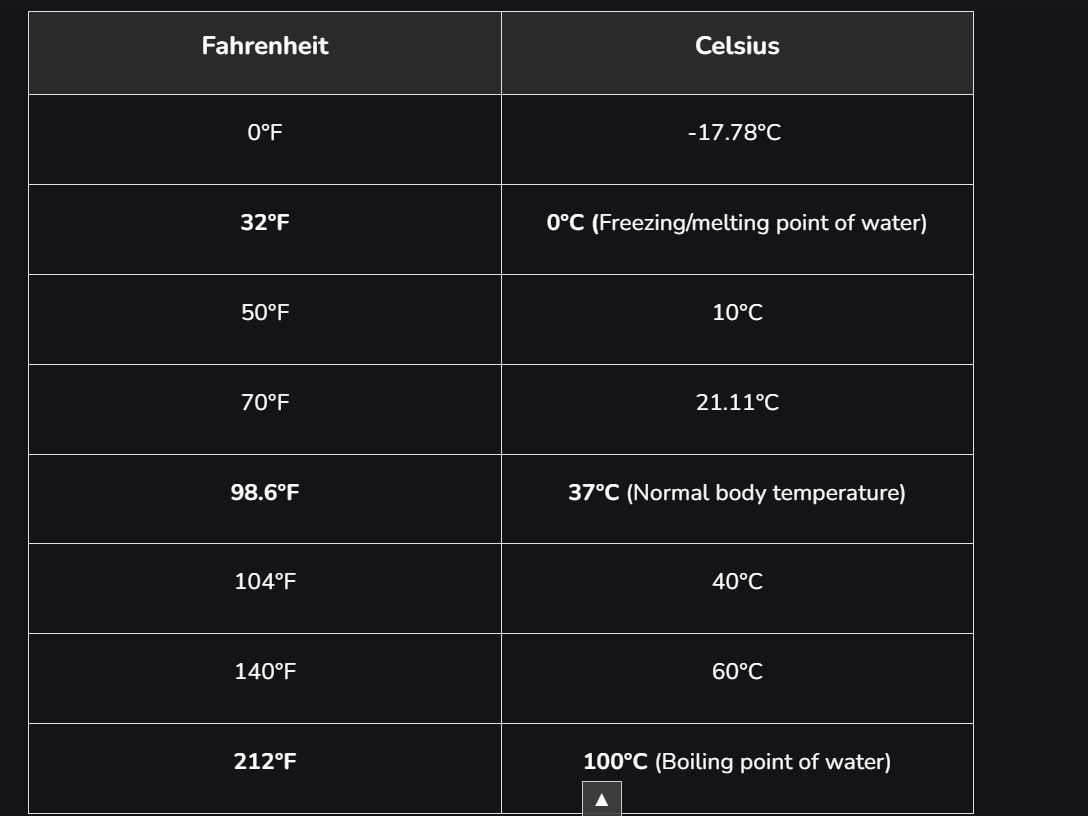 Fahrenheit Celsius
0°F -17.78°C
32°F 0°C (Freezing/melting point of water)
50°F 10°C
70°F 21.11°C
98.6°F 37°C (Normal body temperature)
104°F 40°C
140°F 60°C
212°F 100°C (Boiling point of water)